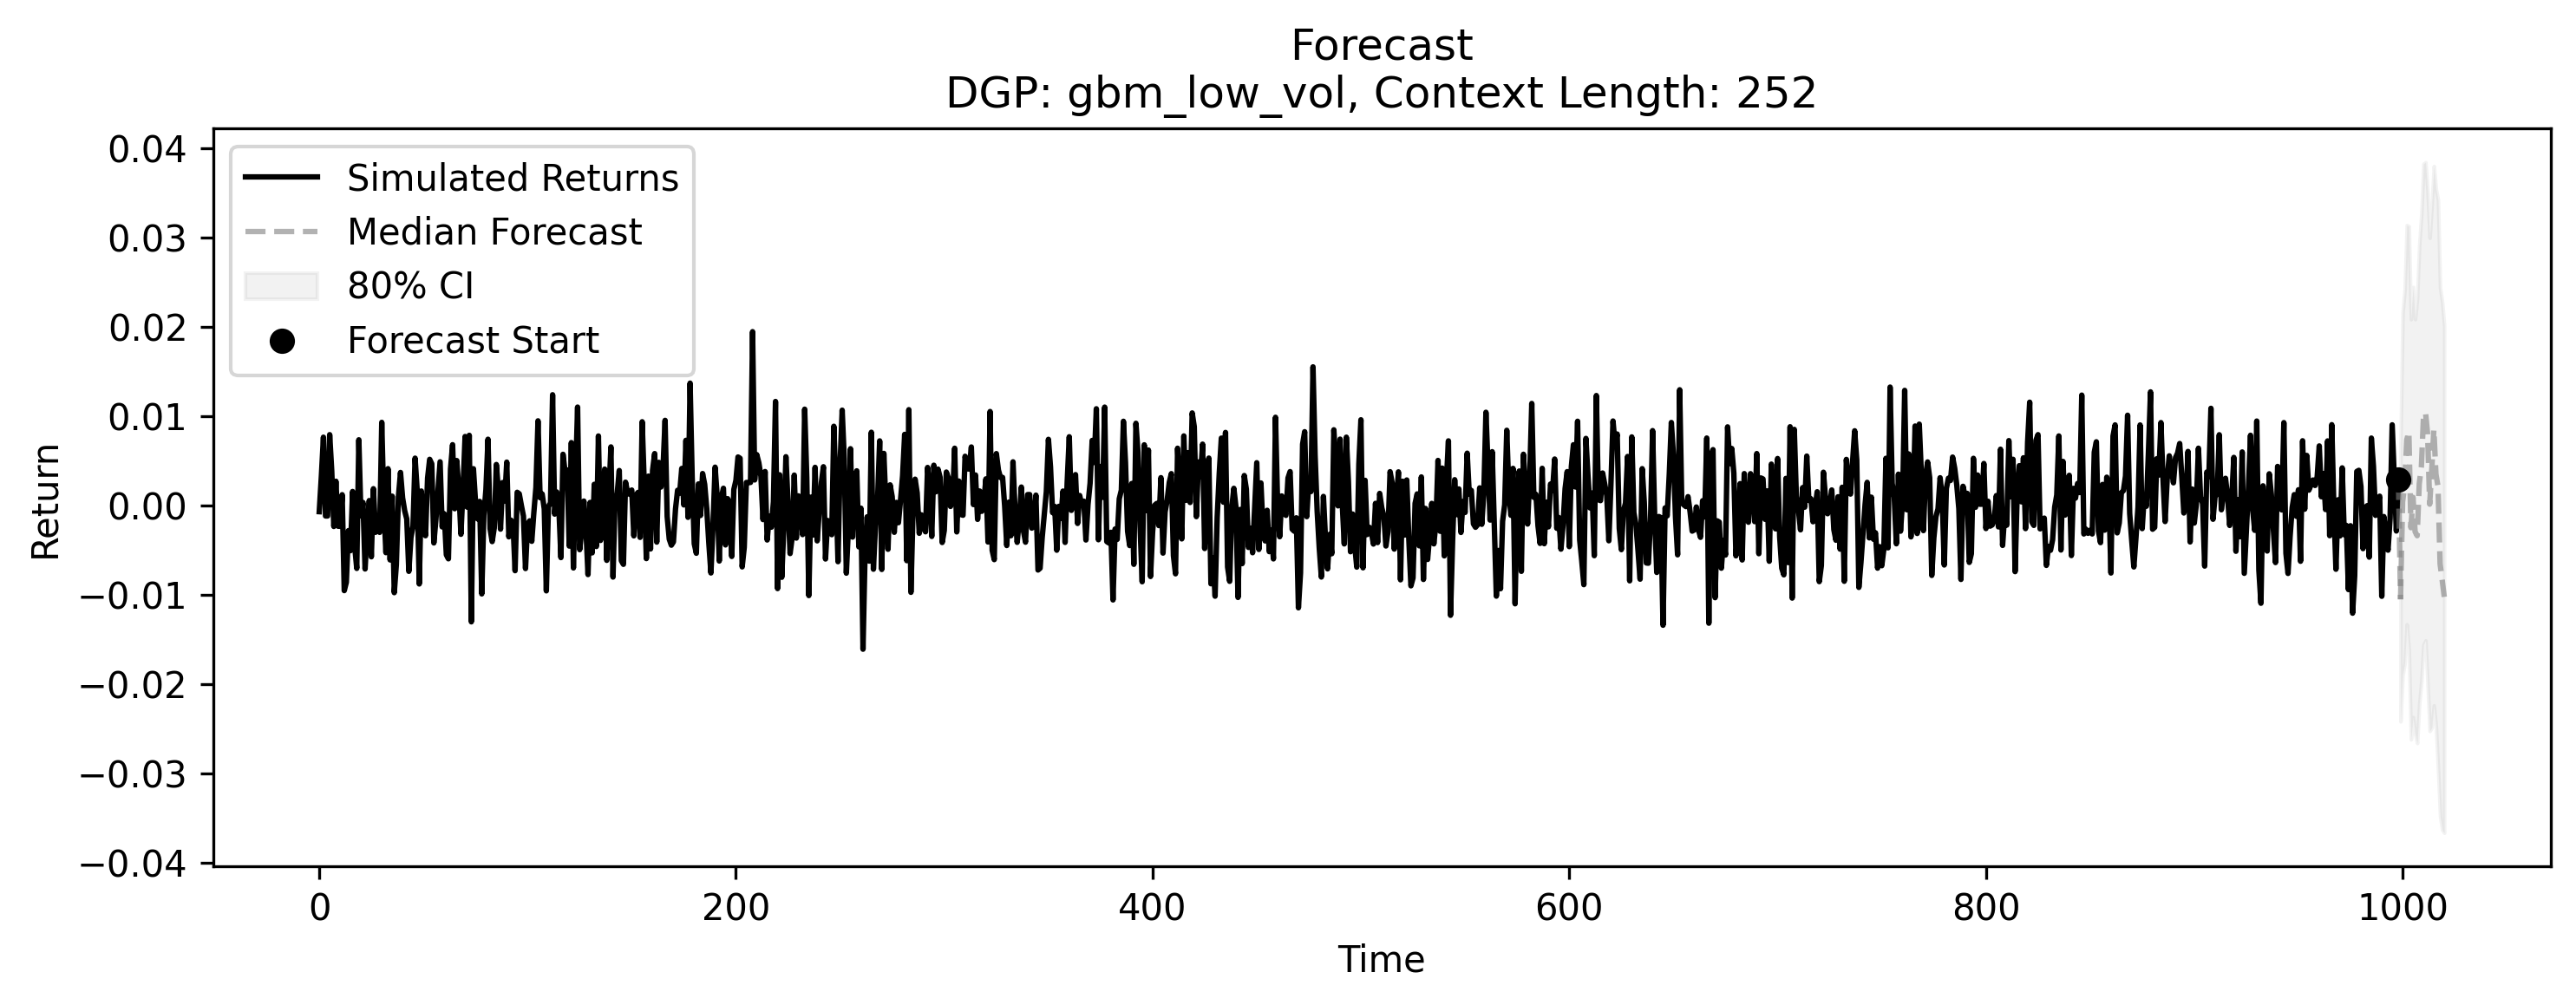 Forecast
DGP: gbm_low_vol, Context Length: 252
Return
0.04
0.03
0.02
0.01
0.00
−0.01
−0.02
−0.03
−0.04
Simulated Returns
Median Forecast
80% CI
Forecast Start
0
200
400
600
800
1000
Time